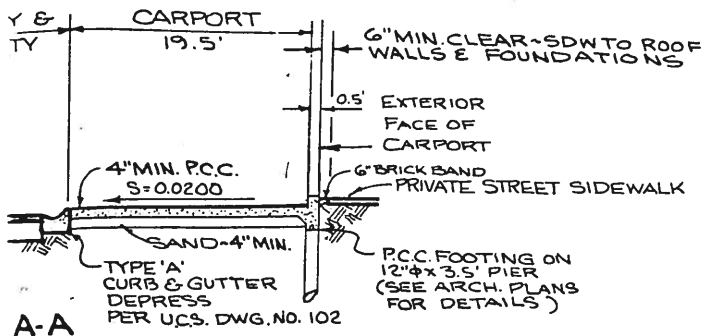 Y & CARPORT
TY 19.5'
6"MIN. CLEAR~SDW TO ROOF
WALLS & FOUNDATIONS
0.5' EXTERIOR
FACE OF
CARPORT
4"MIN. P.C.C.
S=0.0200
6"BRICK BAND
PRIVATE STREET SIDEWALK
SAND~4"MIN.
TYPE 'A'
CURB & GUTTER
DEPRESS
PER U.C.S. DWG. NO. 102
P.C.C. FOOTING ON
12"φ x 3.5' PIER
(SEE ARCH. PLANS
FOR DETAILS)
A-A